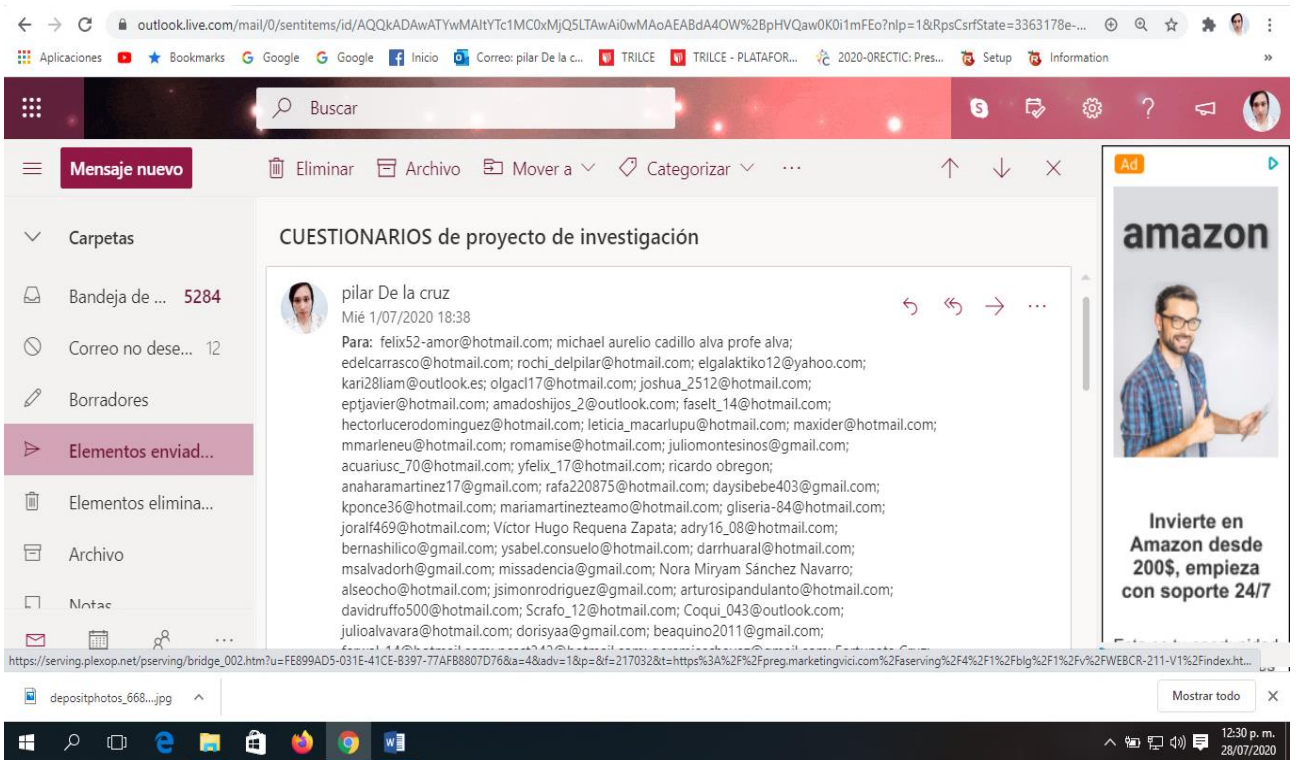 outlook.live.com/mail/0/sentitems/id/AQQkADAwATYwMAItYTc1MC0xMjQ5LTAwAi0wMAoAEABdA4OW%2BpHVQaw0K0i1mFEo?nlp=1&RpsCsrfState=3363178e-...
Aplicaciones Bookmarks Google Google Inicio Correo: pilar De la c... TRILCE TRILCE - PLATAFOR... 2020-0RECTIC: Pres... Setup Information »
Buscar
Mensaje nuevo Eliminar Archivo Mover a Categorizar ...
Ad
amazon
Carpetas
Bandeja de ... 5284
Correo no dese... 12
Borradores
Elementos enviad...
Elementos elimina...
Archivo
Notas
CUESTIONARIOS de proyecto de investigación
pilar De la cruz
Mié 1/07/2020 18:38
Para: felix52-amor@hotmail.com; michael aurelio cadillo alva profe alva;
edelcarrasco@hotmail.com; rochi_delpilar@hotmail.com; elgalaktiko12@yahoo.com;
kari28liam@outlook.es; olgacl17@hotmail.com; joshua_2512@hotmail.com;
eptjavier@hotmail.com; amadoshijos_2@outlook.com; faselt_14@hotmail.com;
hectorlucerodominguez@hotmail.com; leticia_macarlupu@hotmail.com; maxider@hotmail.com;
mmarleneu@hotmail.com; romamise@hotmail.com; juliomontesinos@gmail.com;
acuariusc_70@hotmail.com; yfelix_17@hotmail.com; ricardo obregon;
anaharamartinez17@gmail.com; rafa220875@hotmail.com; daysibebe403@gmail.com;
kponce36@hotmail.com; mariamartinezteamo@hotmail.com; gliseria-84@hotmail.com;
joralf469@hotmail.com; Víctor Hugo Requena Zapata; adry16_08@hotmail.com;
bernashilico@gmail.com; ysabel.consuelo@hotmail.com; darrhuaral@hotmail.com;
msalvadorh@gmail.com; missadencia@gmail.com; Nora Miryam Sánchez Navarro;
alseocho@hotmail.com; jsimonrodriguez@gmail.com; arturosipandulanto@hotmail.com;
davidruffo500@hotmail.com; Scrafo_12@hotmail.com; Coqui_043@outlook.com;
julioalvavara@hotmail.com; dorisyaa@gmail.com; beaquino2011@gmail.com;
Invierte en
Amazon desde
200$, empieza
con soporte 24/7
https://serving.plexop.net/pserving/bridge_002.htm?u=FE899AD5-031E-41CE-B397-77AFB8807D76&a=4&adv=1&p=&f=217032&t=https%3A%2F%2Fpreg.marketingvici.com%2Faserving%2F4%2F1%2Fblg%2F1%2Fv%2FWEBCR-211-V1%2Findex.ht...
depositphotos_668....jpg
Mostrar todo
12:30 p. m.
28/07/2020